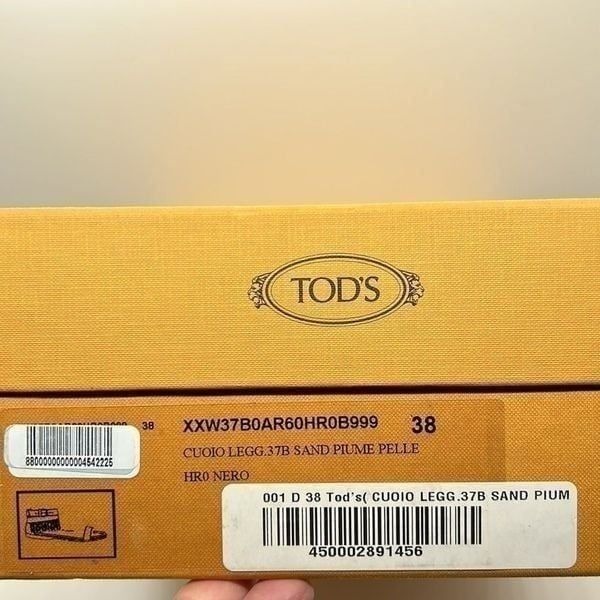 TOD'S
38
XXW37B0AR60HR0B999 38
CUOIO LEGG.37B SAND PIUME PELLE
HR0 NERO
88000000000004542225
001 D 38 Tod's( CUOIO LEGG.37B SAND PIUM
450002891456